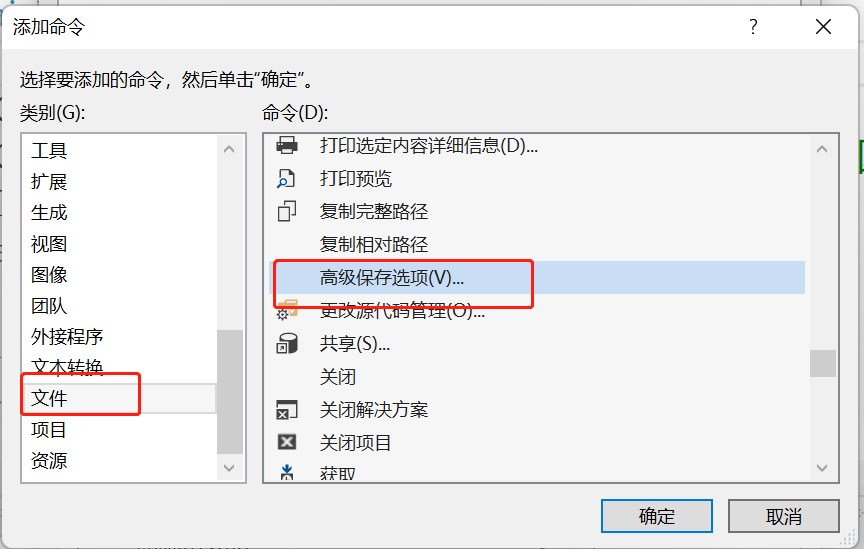 添加命令
?
选择要添加的命令，然后单击“确定”。
类别(G):
命令(D):
工具
扩展
生成
视图
图像
团队
外接程序
文本转换
文件
项目
资源
打印选定内容详细信息(D)...
打印预览
复制完整路径
复制相对路径
高级保存选项(V)...
更改源代码管理(O)...
共享(S)...
关闭
关闭解决方案
关闭项目
获取
确定
取消